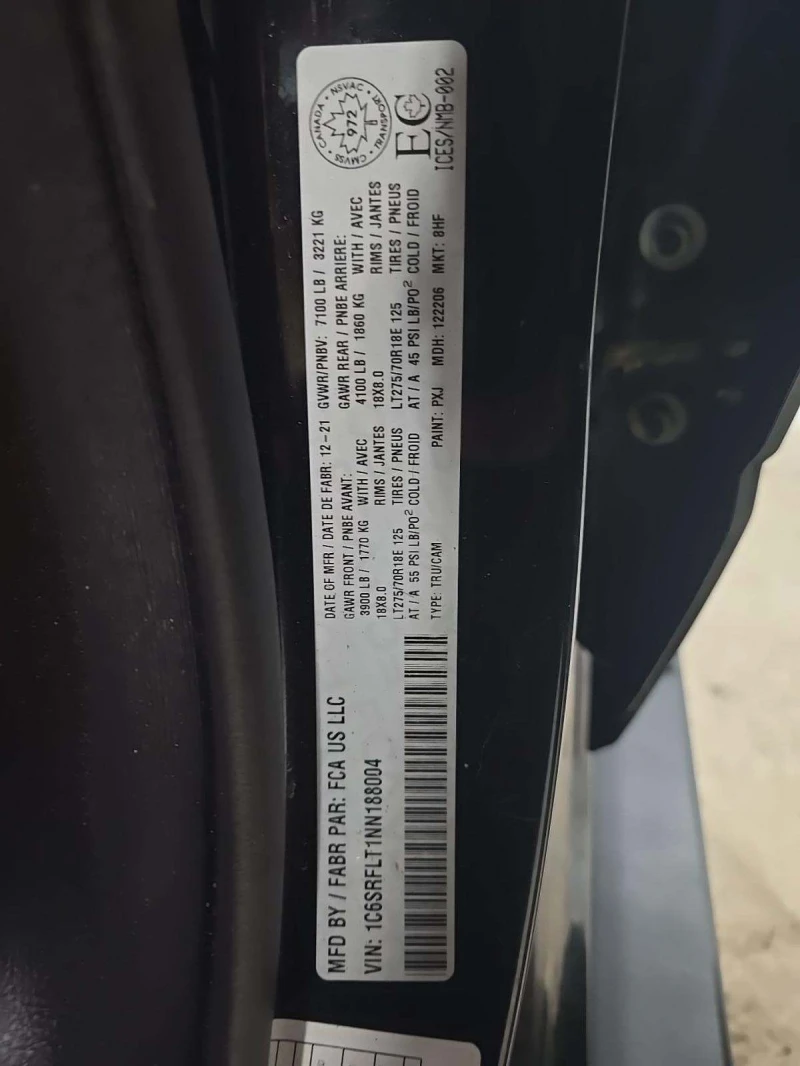 MFD BY / FABR PAR: FCA US LLC
VIN: 1C6SRFLT1NN188004
DATE OF MFR / DATE DE FABR: 12-21 GVWR/PNBV: 7100 LB / 3221 KG
GAWR FRONT / PNBE AVANT: GAWR REAR / PNBE ARRIERE:
3900 LB / 1770 KG WITH / AVEC 4100 LB / 1860 KG WITH / AVEC
18X8.0 RIMS / JANTES 18X8.0 RIMS / JANTES
LT275/70R18E 125 TIRES / PNEUS LT275/70R18E 125 TIRES / PNEUS
AT / A 55 PSI LB/PO² COLD / FROID AT / A 45 PSI LB/PO² COLD / FROID
TYPE: TRU/CAM PAINT: PXJ MDH: 122206 MKT: 8HF
CANADA · NSVAC · TRANSPORT · CMVSS
972
EC
ICES/NMB-002